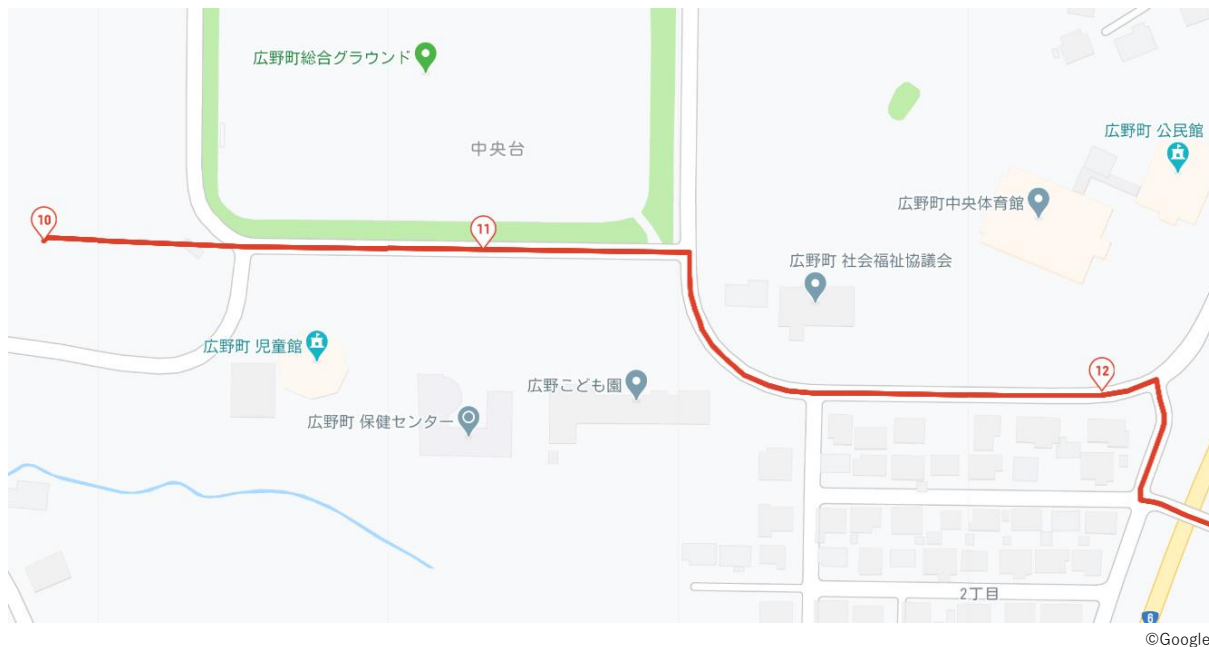 広野町総合グラウンド
中央台
広野町 公民館
広野町中央体育館
10
11
広野町 社会福祉協議会
広野町 児童館
広野こども園
12
広野町 保健センター
2丁目
6
©Google